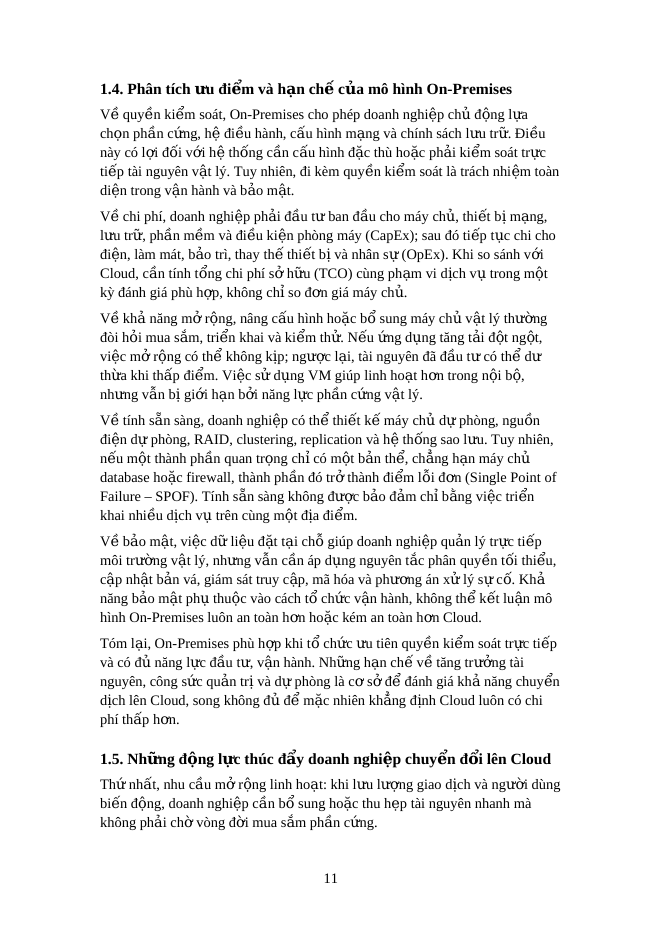 1.4. Phân tích ưu điểm và hạn chế của mô hình On-Premises
Về quyền kiểm soát, On-Premises cho phép doanh nghiệp chủ động lựa
chọn phần cứng, hệ điều hành, cấu hình mạng và chính sách lưu trữ. Điều
này có lợi đối với hệ thống cần cấu hình đặc thù hoặc phải kiểm soát trực
tiếp tài nguyên vật lý. Tuy nhiên, đi kèm quyền kiểm soát là trách nhiệm toàn
diện trong vận hành và bảo mật.
Về chi phí, doanh nghiệp phải đầu tư ban đầu cho máy chủ, thiết bị mạng,
lưu trữ, phần mềm và điều kiện phòng máy (CapEx); sau đó tiếp tục chi cho
điện, làm mát, bảo trì, thay thế thiết bị và nhân sự (OpEx). Khi so sánh với
Cloud, cần tính tổng chi phí sở hữu (TCO) cùng phạm vi dịch vụ trong một
kỳ đánh giá phù hợp, không chỉ so đơn giá máy chủ.
Về khả năng mở rộng, nâng cấu hình hoặc bổ sung máy chủ vật lý thường
đòi hỏi mua sắm, triển khai và kiểm thử. Nếu ứng dụng tăng tải đột ngột,
việc mở rộng có thể không kịp; ngược lại, tài nguyên đã đầu tư có thể dư
thừa khi thấp điểm. Việc sử dụng VM giúp linh hoạt hơn trong nội bộ,
nhưng vẫn bị giới hạn bởi năng lực phần cứng vật lý.
Về tính sẵn sàng, doanh nghiệp có thể thiết kế máy chủ dự phòng, nguồn
điện dự phòng, RAID, clustering, replication và hệ thống sao lưu. Tuy nhiên,
nếu một thành phần quan trọng chỉ có một bản thể, chẳng hạn máy chủ
database hoặc firewall, thành phần đó trở thành điểm lỗi đơn (Single Point of
Failure – SPOF). Tính sẵn sàng không được bảo đảm chỉ bằng việc triển
khai nhiều dịch vụ trên cùng một địa điểm.
Về bảo mật, việc dữ liệu đặt tại chỗ giúp doanh nghiệp quản lý trực tiếp
môi trường vật lý, nhưng vẫn cần áp dụng nguyên tắc phân quyền tối thiểu,
cập nhật bản vá, giám sát truy cập, mã hóa và phương án xử lý sự cố. Khả
năng bảo mật phụ thuộc vào cách tổ chức vận hành, không thể kết luận mô
hình On-Premises luôn an toàn hơn hoặc kém an toàn hơn Cloud.
Tóm lại, On-Premises phù hợp khi tổ chức ưu tiên quyền kiểm soát trực tiếp
và có đủ năng lực đầu tư, vận hành. Những hạn chế về tăng trưởng tài
nguyên, công sức quản trị và dự phòng là cơ sở để đánh giá khả năng chuyển
dịch lên Cloud, song không đủ để mặc nhiên khẳng định Cloud luôn có chi
phí thấp hơn.
1.5. Những động lực thúc đẩy doanh nghiệp chuyển đổi lên Cloud
Thứ nhất, nhu cầu mở rộng linh hoạt: khi lưu lượng giao dịch và người dùng
biến động, doanh nghiệp cần bổ sung hoặc thu hẹp tài nguyên nhanh mà
không phải chờ vòng đời mua sắm phần cứng.
11